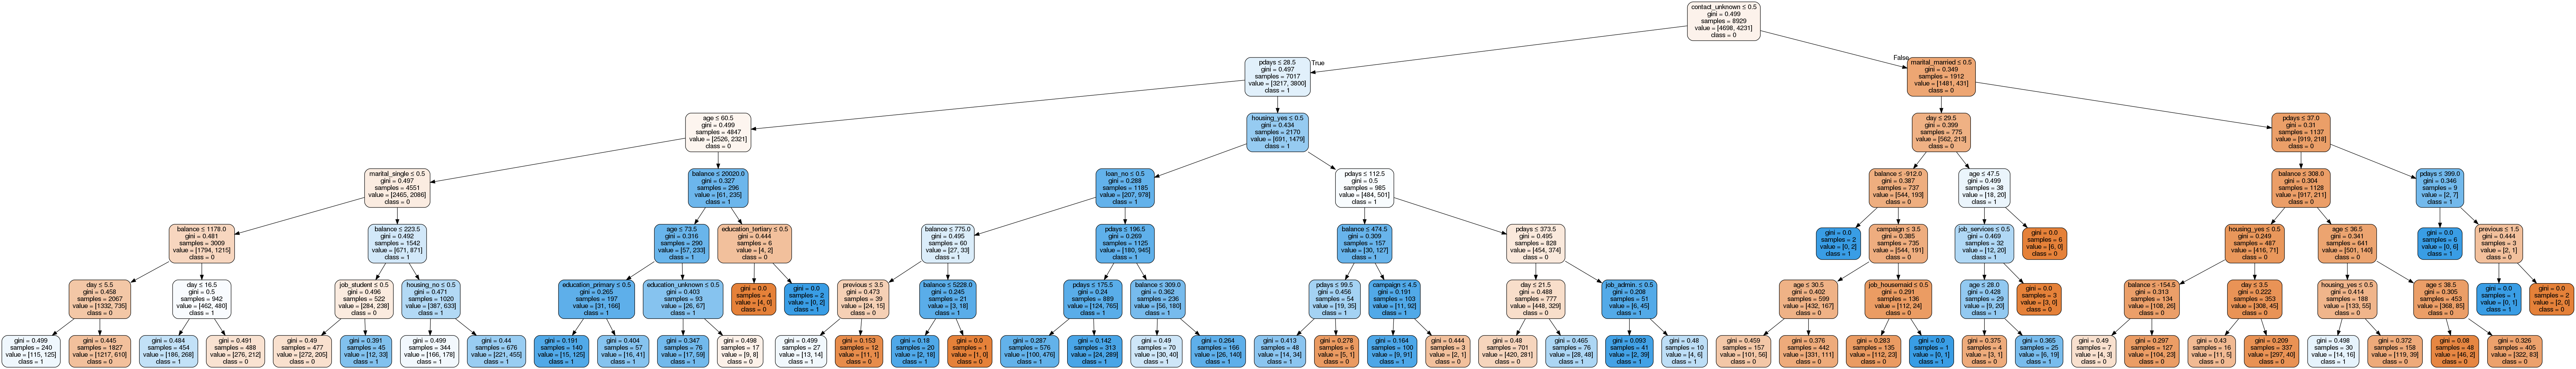 contact_unknown ≤ 0.5
gini = 0.499
samples = 8929
value = [4698, 4231]
class = 0
True
False
pdays ≤ 28.5
gini = 0.497
samples = 7017
value = [3217, 3800]
class = 1
marital_married ≤ 0.5
gini = 0.349
samples = 1912
value = [1481, 431]
class = 0
age ≤ 60.5
gini = 0.499
samples = 4847
value = [2526, 2321]
class = 0
housing_yes ≤ 0.5
gini = 0.434
samples = 2170
value = [691, 1479]
class = 1
day ≤ 29.5
gini = 0.399
samples = 775
value = [562, 213]
class = 0
pdays ≤ 37.0
gini = 0.31
samples = 1137
value = [919, 218]
class = 0
marital_single ≤ 0.5
gini = 0.497
samples = 4551
value = [2465, 2086]
class = 0
balance ≤ 20020.0
gini = 0.327
samples = 296
value = [61, 235]
class = 1
loan_no ≤ 0.5
gini = 0.288
samples = 1185
value = [207, 978]
class = 1
pdays ≤ 112.5
gini = 0.5
samples = 985
value = [484, 501]
class = 1
balance ≤ -912.0
gini = 0.387
samples = 737
value = [544, 193]
class = 0
age ≤ 47.5
gini = 0.499
samples = 38
value = [18, 20]
class = 1
balance ≤ 308.0
gini = 0.304
samples = 1128
value = [917, 211]
class = 0
pdays ≤ 399.0
gini = 0.346
samples = 9
value = [2, 7]
class = 1
balance ≤ 1178.0
gini = 0.481
samples = 3009
value = [1794, 1215]
class = 0
balance ≤ 223.5
gini = 0.492
samples = 1542
value = [671, 871]
class = 1
age ≤ 73.5
gini = 0.316
samples = 290
value = [57, 233]
class = 1
education_tertiary ≤ 0.5
gini = 0.444
samples = 6
value = [4, 2]
class = 0
balance ≤ 775.0
gini = 0.495
samples = 60
value = [27, 33]
class = 1
pdays ≤ 196.5
gini = 0.269
samples = 1125
value = [180, 945]
class = 1
balance ≤ 474.5
gini = 0.309
samples = 157
value = [30, 127]
class = 1
pdays ≤ 373.5
gini = 0.495
samples = 828
value = [454, 374]
class = 0
gini = 0.0
samples = 2
value = [0, 2]
class = 1
campaign ≤ 3.5
gini = 0.385
samples = 735
value = [544, 191]
class = 0
job_services ≤ 0.5
gini = 0.469
samples = 32
value = [12, 20]
class = 1
gini = 0.0
samples = 6
value = [6, 0]
class = 0
housing_yes ≤ 0.5
gini = 0.249
samples = 487
value = [416, 71]
class = 0
age ≤ 36.5
gini = 0.341
samples = 641
value = [501, 140]
class = 0
gini = 0.0
samples = 6
value = [0, 6]
class = 1
previous ≤ 1.5
gini = 0.444
samples = 3
value = [2, 1]
class = 0
day ≤ 5.5
gini = 0.458
samples = 2067
value = [1332, 735]
class = 0
day ≤ 16.5
gini = 0.5
samples = 942
value = [462, 480]
class = 1
job_student ≤ 0.5
gini = 0.496
samples = 522
value = [284, 238]
class = 0
housing_no ≤ 0.5
gini = 0.471
samples = 1020
value = [387, 633]
class = 1
education_primary ≤ 0.5
gini = 0.265
samples = 197
value = [31, 166]
class = 1
education_unknown ≤ 0.5
gini = 0.403
samples = 93
value = [26, 67]
class = 1
gini = 0.0
samples = 4
value = [4, 0]
class = 0
gini = 0.0
samples = 2
value = [0, 2]
class = 1
previous ≤ 3.5
gini = 0.473
samples = 39
value = [24, 15]
class = 0
balance ≤ 5228.0
gini = 0.245
samples = 21
value = [3, 18]
class = 1
pdays ≤ 175.5
gini = 0.24
samples = 889
value = [124, 765]
class = 1
balance ≤ 309.0
gini = 0.362
samples = 236
value = [56, 180]
class = 1
pdays ≤ 99.5
gini = 0.456
samples = 54
value = [19, 35]
class = 1
campaign ≤ 4.5
gini = 0.191
samples = 103
value = [11, 92]
class = 1
day ≤ 21.5
gini = 0.488
samples = 777
value = [448, 329]
class = 0
job_admin. ≤ 0.5
gini = 0.208
samples = 51
value = [6, 45]
class = 1
age ≤ 30.5
gini = 0.402
samples = 599
value = [432, 167]
class = 0
job_housemaid ≤ 0.5
gini = 0.291
samples = 136
value = [112, 24]
class = 0
age ≤ 28.0
gini = 0.428
samples = 29
value = [9, 20]
class = 1
gini = 0.0
samples = 3
value = [3, 0]
class = 0
balance ≤ -154.5
gini = 0.313
samples = 134
value = [108, 26]
class = 0
day ≤ 3.5
gini = 0.222
samples = 353
value = [308, 45]
class = 0
housing_yes ≤ 0.5
gini = 0.414
samples = 188
value = [133, 55]
class = 0
age ≤ 38.5
gini = 0.305
samples = 453
value = [368, 85]
class = 0
gini = 0.0
samples = 1
value = [0, 1]
class = 1
gini = 0.0
samples = 2
value = [2, 0]
class = 0
gini = 0.499
samples = 240
value = [115, 125]
class = 1
gini = 0.445
samples = 1827
value = [1217, 610]
class = 0
gini = 0.484
samples = 454
value = [186, 268]
class = 1
gini = 0.491
samples = 488
value = [276, 212]
class = 0
gini = 0.49
samples = 477
value = [272, 205]
class = 0
gini = 0.391
samples = 45
value = [12, 33]
class = 1
gini = 0.499
samples = 344
value = [166, 178]
class = 1
gini = 0.44
samples = 676
value = [221, 455]
class = 1
gini = 0.191
samples = 140
value = [15, 125]
class = 1
gini = 0.404
samples = 57
value = [16, 41]
class = 1
gini = 0.347
samples = 76
value = [17, 59]
class = 1
gini = 0.498
samples = 17
value = [9, 8]
class = 0
gini = 0.499
samples = 27
value = [13, 14]
class = 1
gini = 0.153
samples = 12
value = [11, 1]
class = 0
gini = 0.18
samples = 20
value = [2, 18]
class = 1
gini = 0.0
samples = 1
value = [1, 0]
class = 0
gini = 0.287
samples = 576
value = [100, 476]
class = 1
gini = 0.142
samples = 313
value = [24, 289]
class = 1
gini = 0.49
samples = 70
value = [30, 40]
class = 1
gini = 0.264
samples = 166
value = [26, 140]
class = 1
gini = 0.413
samples = 48
value = [14, 34]
class = 1
gini = 0.278
samples = 6
value = [5, 1]
class = 0
gini = 0.164
samples = 100
value = [9, 91]
class = 1
gini = 0.444
samples = 3
value = [2, 1]
class = 0
gini = 0.48
samples = 701
value = [420, 281]
class = 0
gini = 0.465
samples = 76
value = [28, 48]
class = 1
gini = 0.093
samples = 41
value = [2, 39]
class = 1
gini = 0.48
samples = 10
value = [4, 6]
class = 1
gini = 0.459
samples = 157
value = [101, 56]
class = 0
gini = 0.376
samples = 442
value = [331, 111]
class = 0
gini = 0.283
samples = 135
value = [112, 23]
class = 0
gini = 0.0
samples = 1
value = [0, 1]
class = 1
gini = 0.375
samples = 4
value = [3, 1]
class = 0
gini = 0.365
samples = 25
value = [6, 19]
class = 1
gini = 0.49
samples = 7
value = [4, 3]
class = 0
gini = 0.297
samples = 127
value = [104, 23]
class = 0
gini = 0.43
samples = 16
value = [11, 5]
class = 0
gini = 0.209
samples = 337
value = [297, 40]
class = 0
gini = 0.498
samples = 30
value = [14, 16]
class = 1
gini = 0.372
samples = 158
value = [119, 39]
class = 0
gini = 0.08
samples = 48
value = [46, 2]
class = 0
gini = 0.326
samples = 405
value = [322, 83]
class = 0